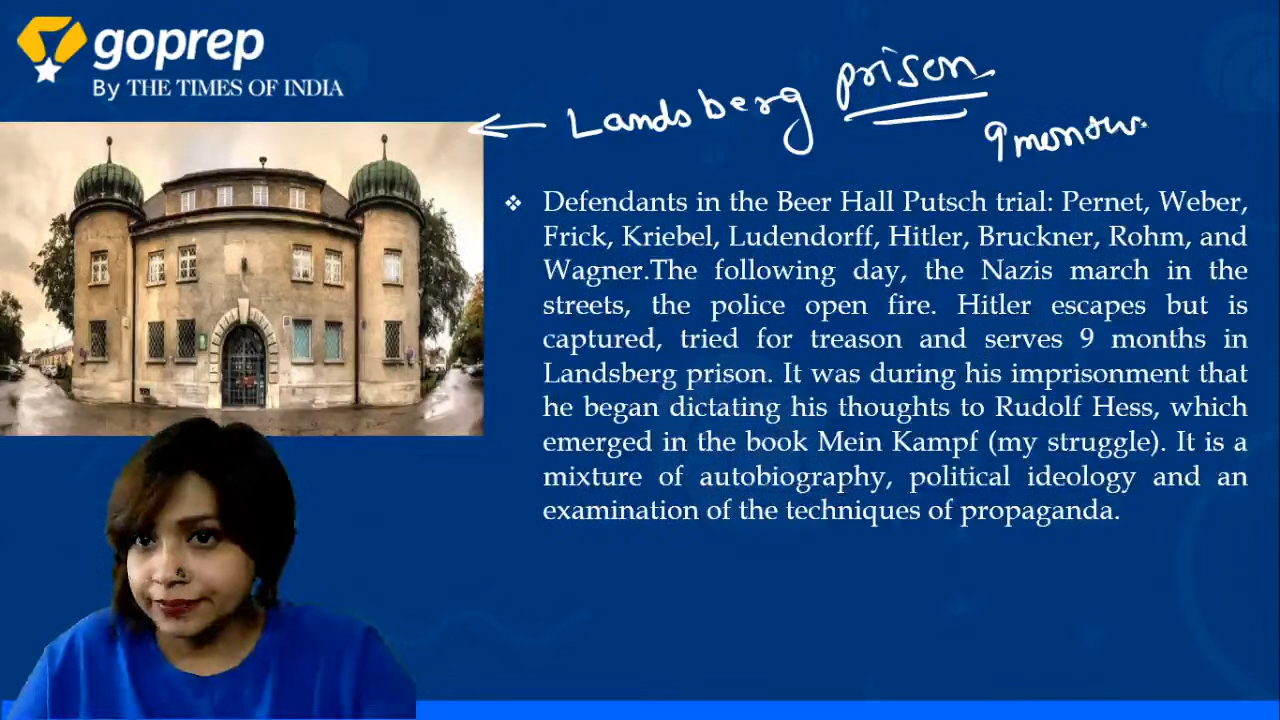 goprep
By THE TIMES OF INDIA
← Landsberg prison
9 months.
❖ Defendants in the Beer Hall Putsch trial: Pernet, Weber,
Frick, Kriebel, Ludendorff, Hitler, Bruckner, Rohm, and
Wagner.The following day, the Nazis march in the
streets, the police open fire. Hitler escapes but is
captured, tried for treason and serves 9 months in
Landsberg prison. It was during his imprisonment that
he began dictating his thoughts to Rudolf Hess, which
emerged in the book Mein Kampf (my struggle). It is a
mixture of autobiography, political ideology and an
examination of the techniques of propaganda.